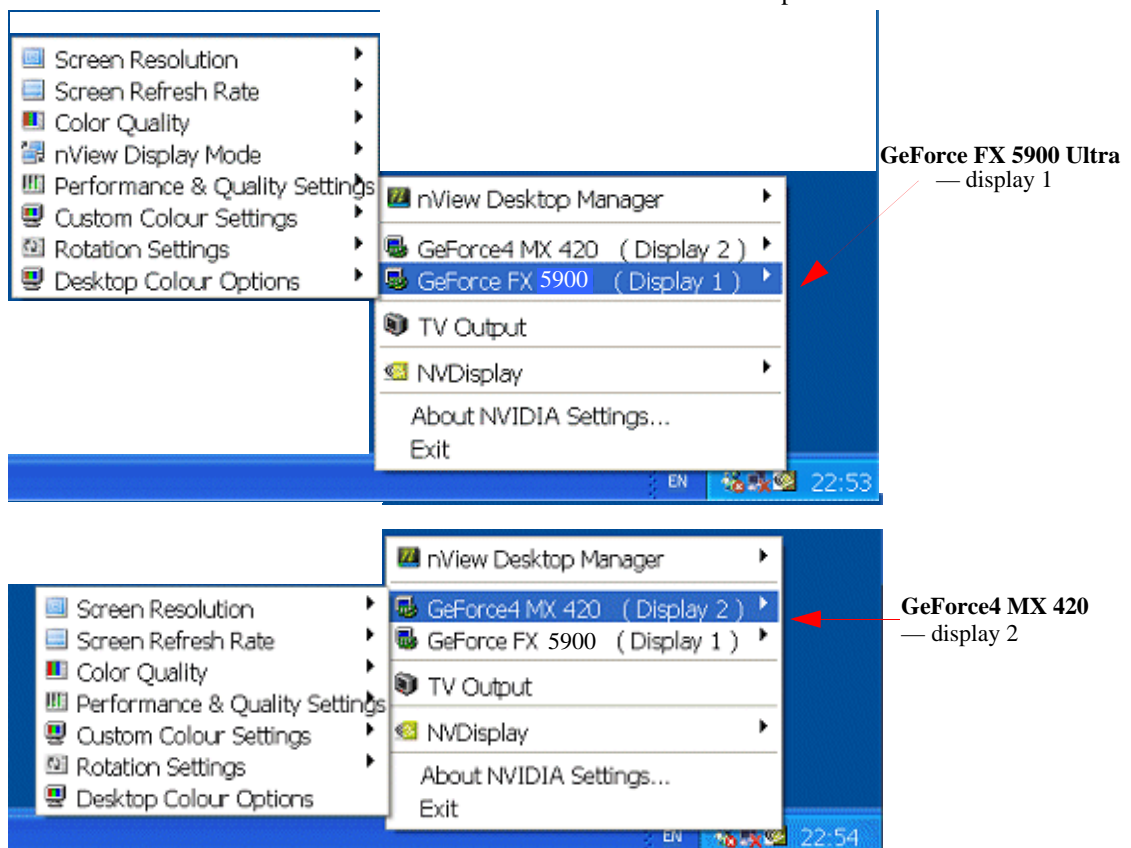 Screen Resolution
Screen Refresh Rate
Color Quality
nView Display Mode
Performance & Quality Settings
Custom Colour Settings
Rotation Settings
Desktop Colour Options
nView Desktop Manager
GeForce4 MX 420 ( Display 2 )
GeForce FX 5900 ( Display 1 )
TV Output
NVDisplay
About NVIDIA Settings...
Exit
EN 22:53
GeForce FX 5900 Ultra
— display 1
nView Desktop Manager
GeForce4 MX 420 ( Display 2 )
GeForce FX 5900 ( Display 1 )
TV Output
NVDisplay
About NVIDIA Settings...
Exit
Screen Resolution
Screen Refresh Rate
Color Quality
Performance & Quality Settings
Custom Colour Settings
Rotation Settings
Desktop Colour Options
EN 22:54
GeForce4 MX 420
— display 2